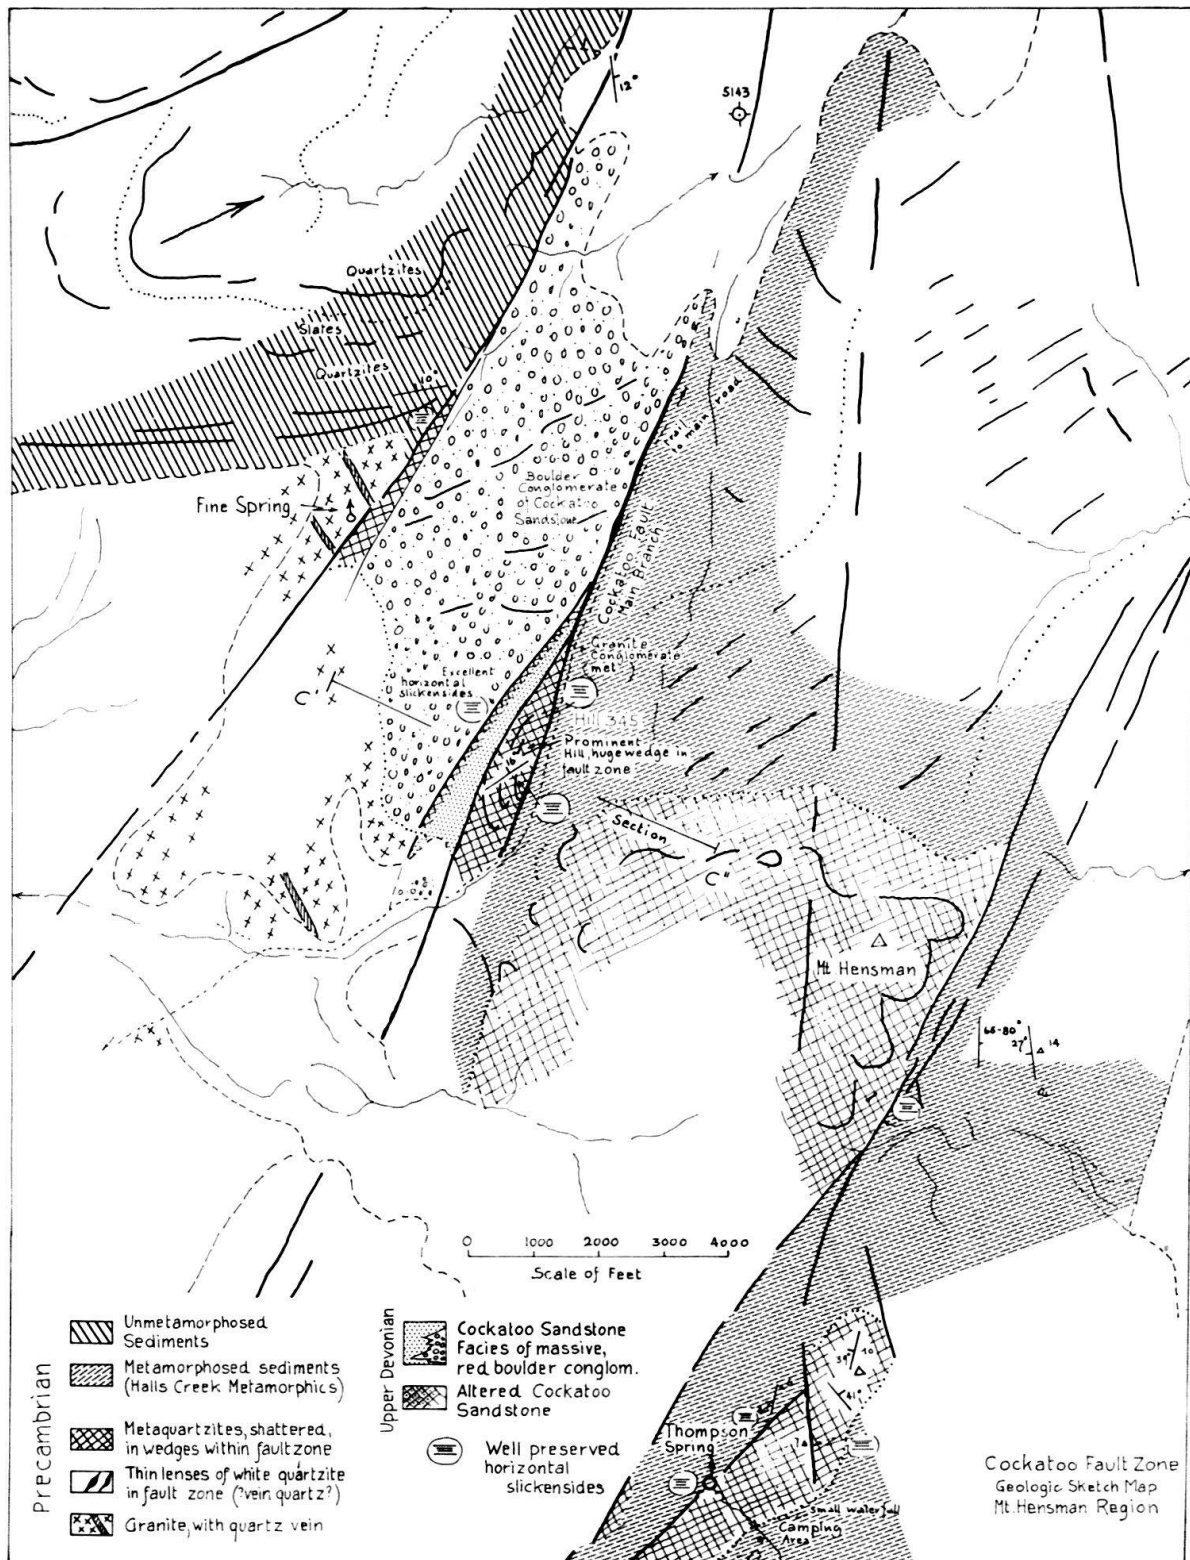 12°
5143
Quartzites
Slates
Quartzites
Fine Spring
Trail
to main road
Boulder
Conglomerate
of Cockatoo
Sandstone
Cockatoo Fault
Main Branch
Granite
Conglomerate
(met.)
Excellent
horizontal
slickensides
C'
Hill 345
Prominent
Hill, huge wedge in
fault zone
Section
C"
Mt. Hensman
65-80°
27°
14
0 1000 2000 3000 4000
Scale of Feet
Precambrian
Unmetamorphosed
Sediments
Metamorphosed sediments
(Halls Creek Metamorphics)
Metaquartzites, shattered,
in wedges within fault zone
Thin lenses of white quartzite
in fault zone (?vein quartz?)
Granite, with quartz vein
Upper Devonian
Cockatoo Sandstone
Facies of massive,
red boulder conglom.
Altered Cockatoo
Sandstone
Well preserved
horizontal
slickensides
41°
Thompson
Spring
small waterfall
Camping
Area
Cockatoo Fault Zone
Geologic Sketch Map
Mt. Hensman Region